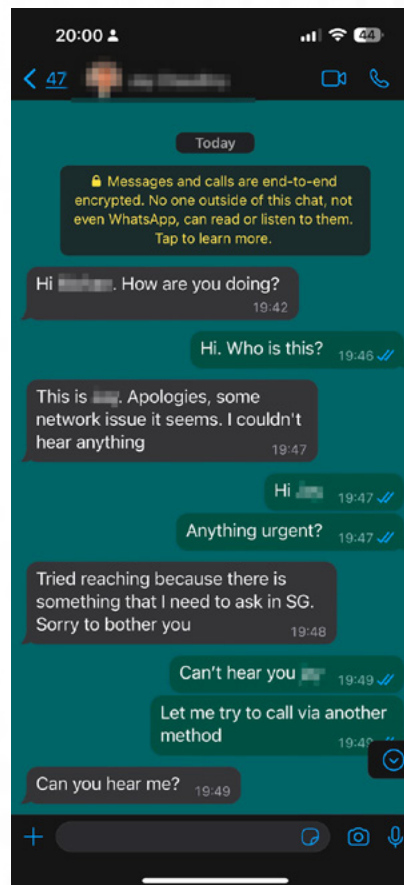 20:00
44
47
Today
Messages and calls are end-to-end
encrypted. No one outside of this chat, not
even WhatsApp, can read or listen to them.
Tap to learn more.
Hi . How are you doing?
19:42
Hi. Who is this? 19:46
This is . Apologies, some
network issue it seems. I couldn't
hear anything
19:47
Hi 19:47
Anything urgent? 19:47
Tried reaching because there is
something that I need to ask in SG.
Sorry to bother you
19:48
Can't hear you 19:49
Let me try to call via another
method
19:49
Can you hear me? 19:49